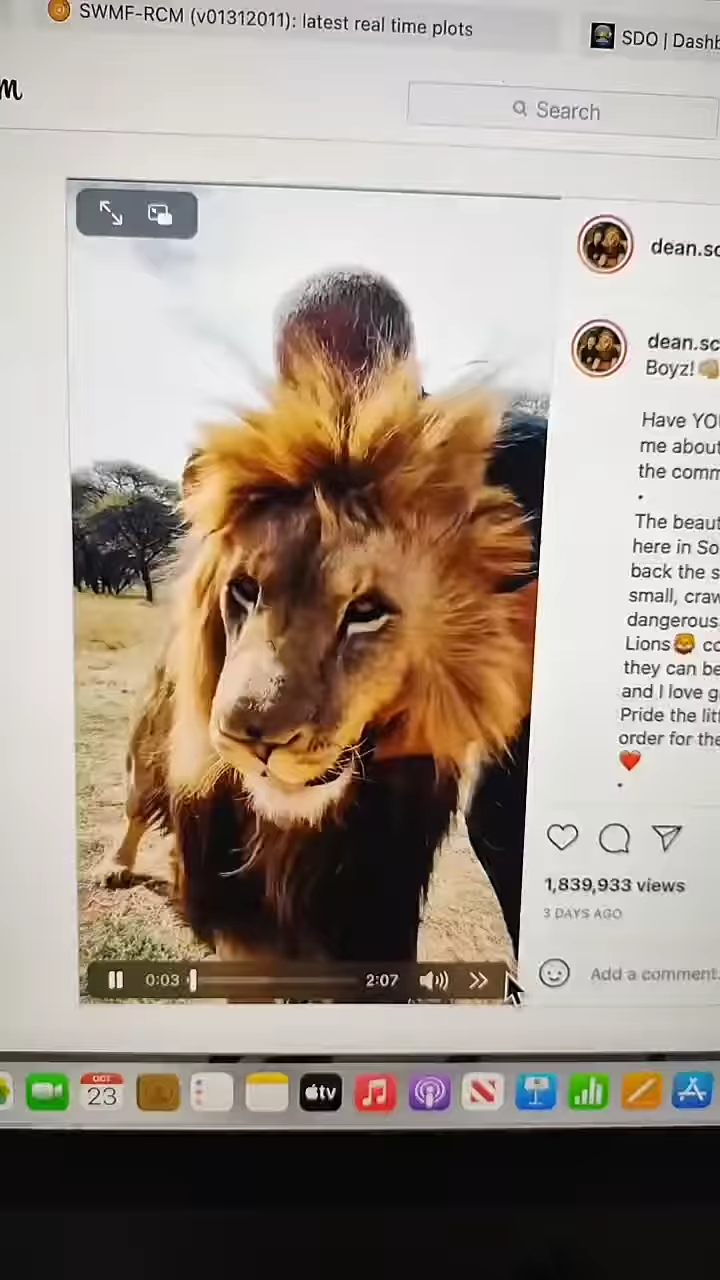 SWMF-RCM (v01312011): latest real time plots
SDO | Dashb
m
Search
dean.sc
dean.sc
Boyz!👊🏼
Have YO
me about
the comm
•
The beaut
here in So
back the s
small, craw
dangerous
Lions🦁 co
they can be
and I love g
Pride the litt
order for the
❤️
•
1,839,933 views
3 DAYS AGO
Add a comment.
0:03
2:07
OCT
23
tv